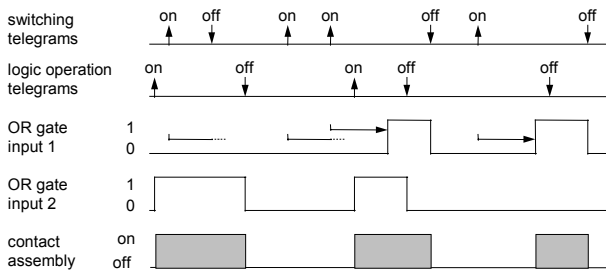 switching telegrams on off on on off on off
logic operation telegrams on off on off off
OR gate input 1 1 0
OR gate input 2 1 0
contact assembly on off